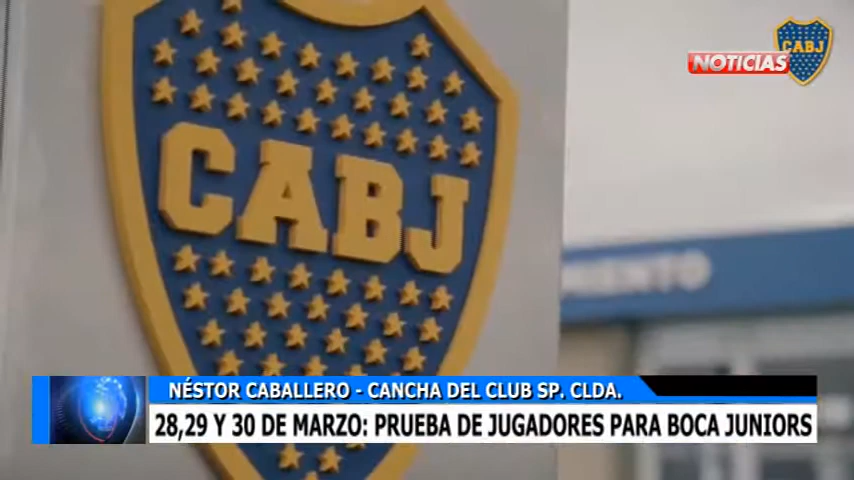 CABJ
NOTICIAS
CABJ
NÉSTOR CABALLERO - CANCHA DEL CLUB SP. CLDA.
28,29 Y 30 DE MARZO: PRUEBA DE JUGADORES PARA BOCA JUNIORS